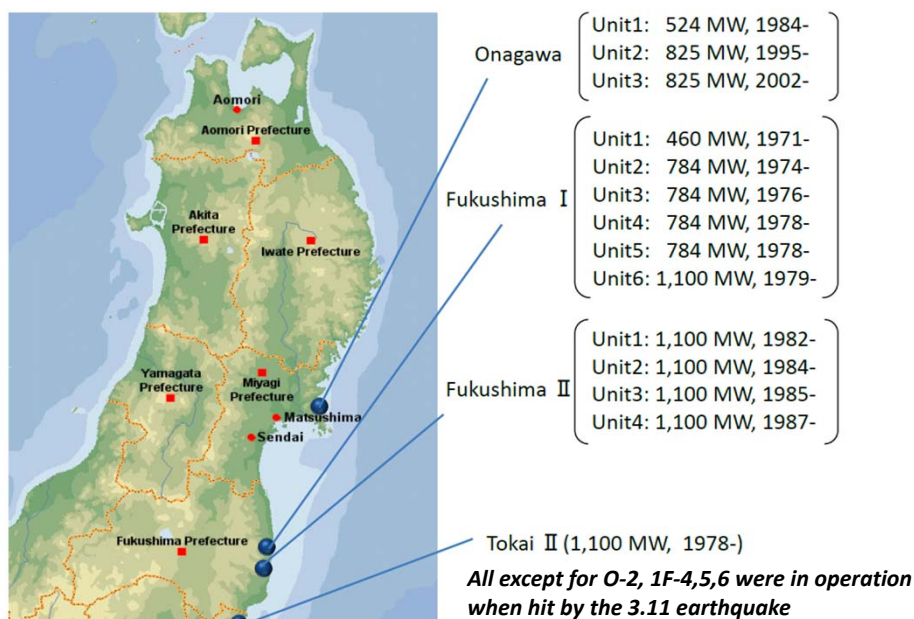 Aomori
Aomori Prefecture
Akita
Prefecture
Iwate Prefecture
Yamagata
Prefecture
Miyagi
Prefecture
Matsushima
Sendai
Fukushima Prefecture
Onagawa
Unit1: 524 MW, 1984-
Unit2: 825 MW, 1995-
Unit3: 825 MW, 2002-
Fukushima Ⅰ
Unit1: 460 MW, 1971-
Unit2: 784 MW, 1974-
Unit3: 784 MW, 1976-
Unit4: 784 MW, 1978-
Unit5: 784 MW, 1978-
Unit6: 1,100 MW, 1979-
Fukushima Ⅱ
Unit1: 1,100 MW, 1982-
Unit2: 1,100 MW, 1984-
Unit3: 1,100 MW, 1985-
Unit4: 1,100 MW, 1987-
Tokai Ⅱ (1,100 MW, 1978-)
All except for O-2, 1F-4,5,6 were in operation
when hit by the 3.11 earthquake